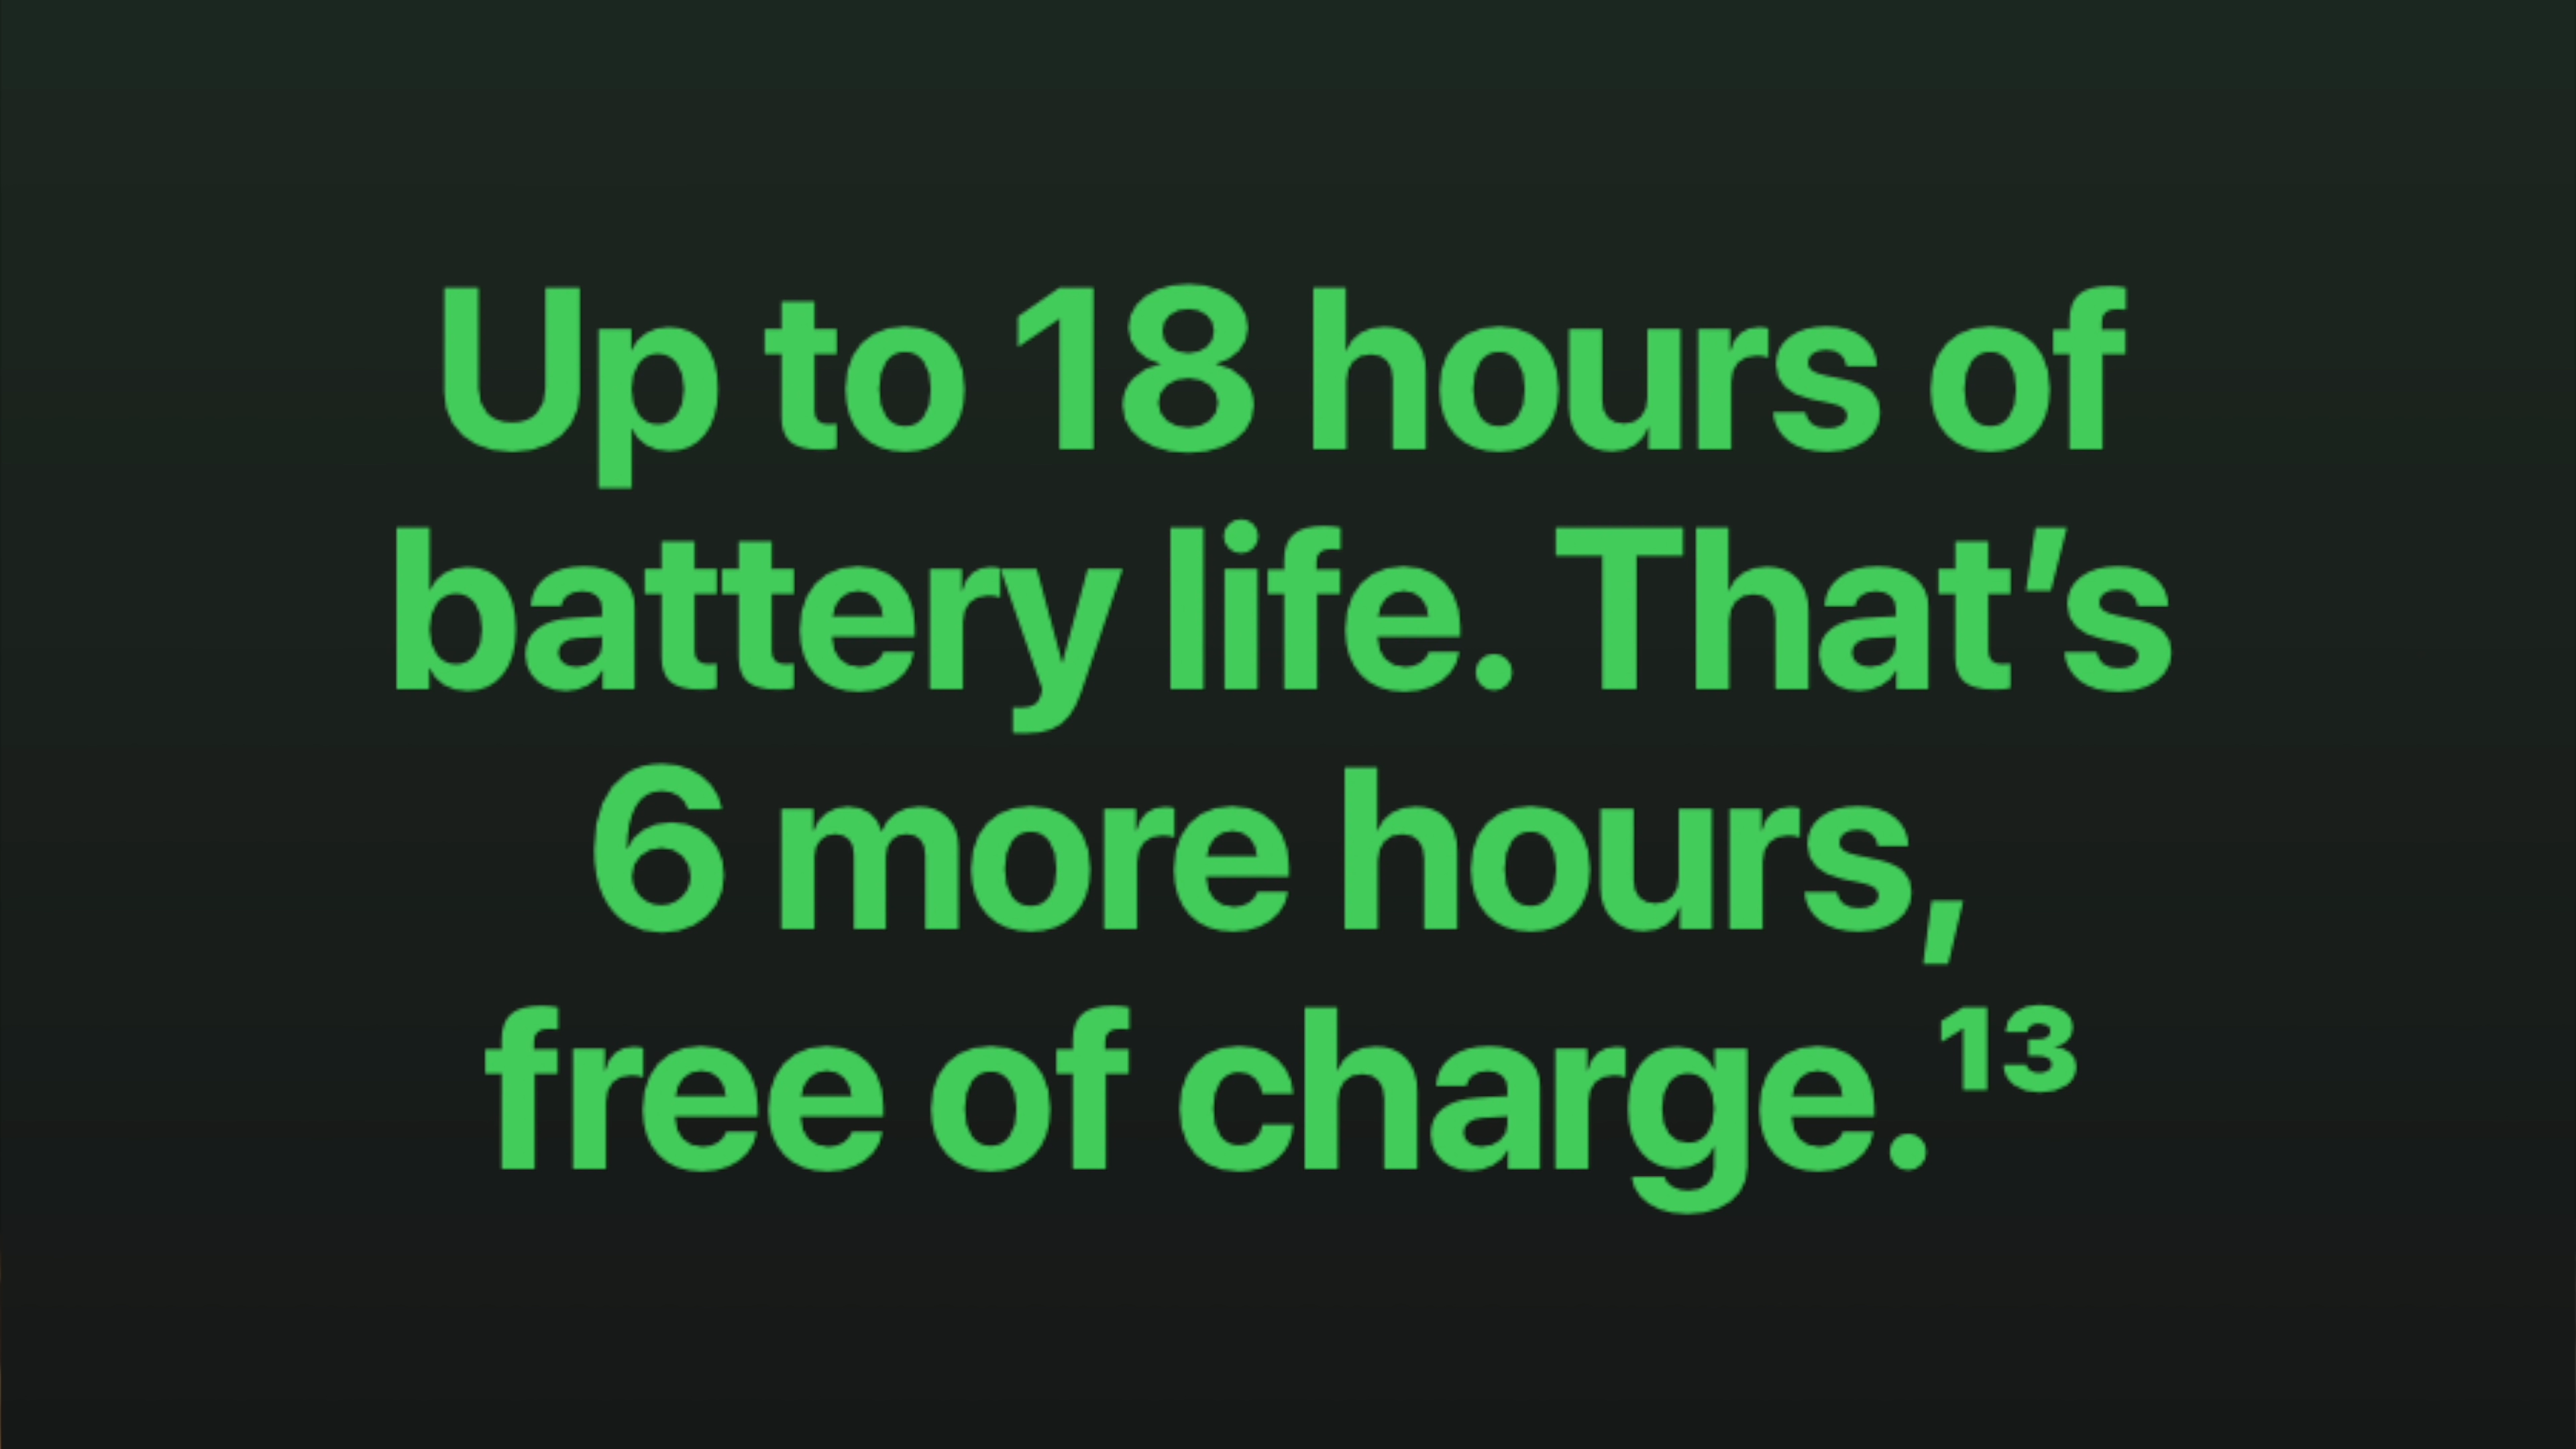 Up to 18 hours of
battery life. That’s
6 more hours,
free of charge.¹³